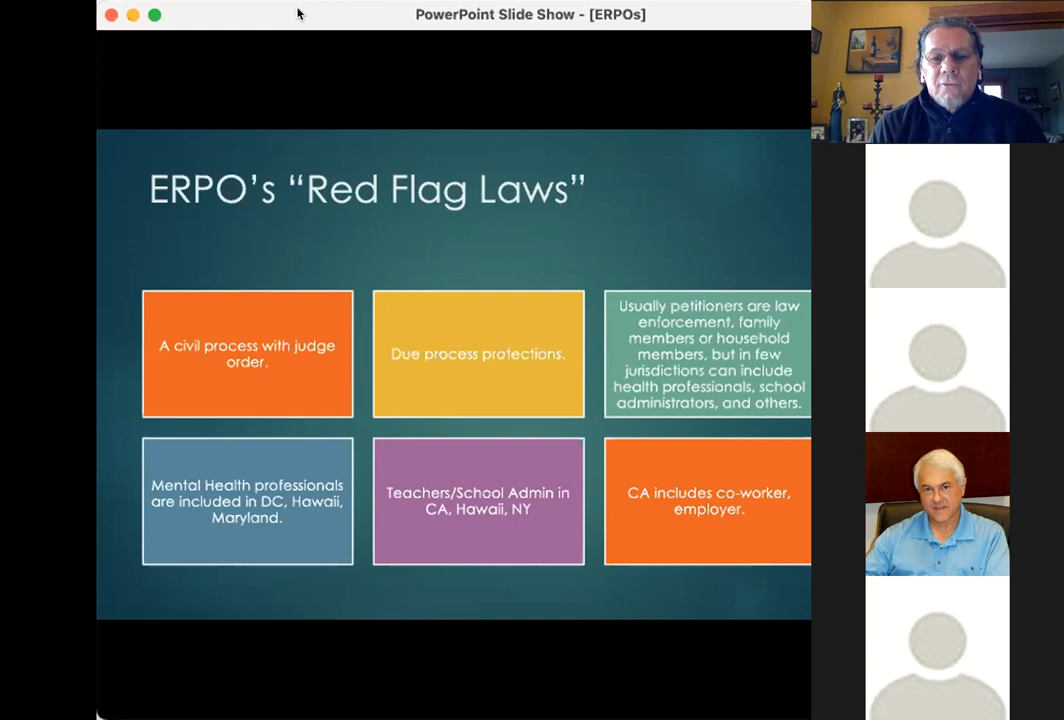 PowerPoint Slide Show - [ERPOs]
ERPO’s “Red Flag Laws”
A civil process with judge
order.
Due process protections.
Usually petitioners are law
enforcement, family
members or household
members, but in few
jurisdictions can include
health professionals, school
administrators, and others.
Mental Health professionals
are included in DC, Hawaii,
Maryland.
Teachers/School Admin in
CA, Hawaii, NY
CA includes co-worker,
employer.